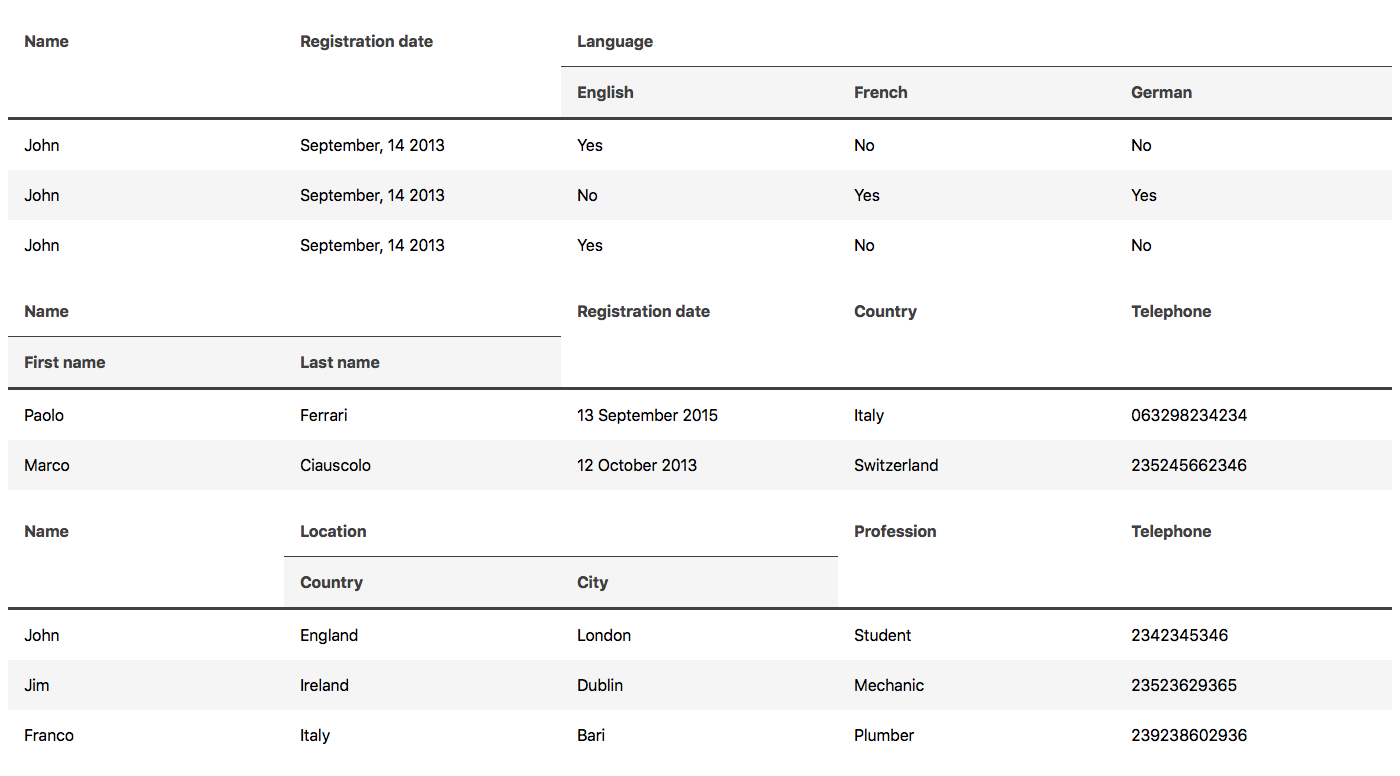 Name Registration date Language
English French German
John September, 14 2013 Yes No No
John September, 14 2013 No Yes Yes
John September, 14 2013 Yes No No
Name Registration date Country Telephone
First name Last name
Paolo Ferrari 13 September 2015 Italy 063298234234
Marco Ciauscolo 12 October 2013 Switzerland 235245662346
Name Location Profession Telephone
Country City
John England London Student 2342345346
Jim Ireland Dublin Mechanic 23523629365
Franco Italy Bari Plumber 239238602936